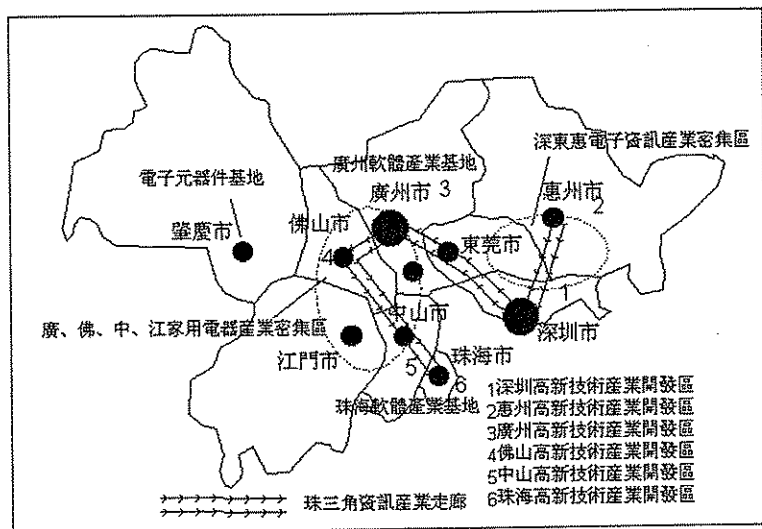 深東惠電子資訊產業密集區
廣州軟體產業基地
電子元器件基地
廣州市 3
惠州市
2
佛山市
肇慶市
東莞市
4
1
中山市
深圳市
廣、佛、中、江家用電器產業密集區
江門市
珠海市
5
6
珠海軟體產業基地
1深圳高新技術產業開發區
2惠州高新技術產業開發區
3廣州高新技術產業開發區
4佛山高新技術產業開發區
5中山高新技術產業開發區
6珠海高新技術產業開發區
珠三角資訊產業走廊